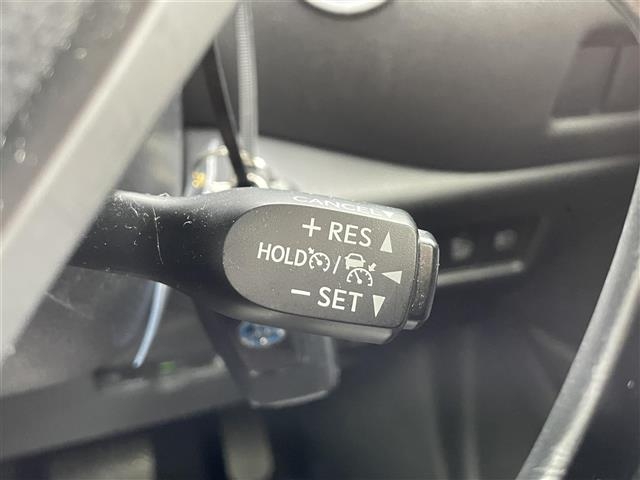 CANCEL
+ RES
HOLD /
− SET